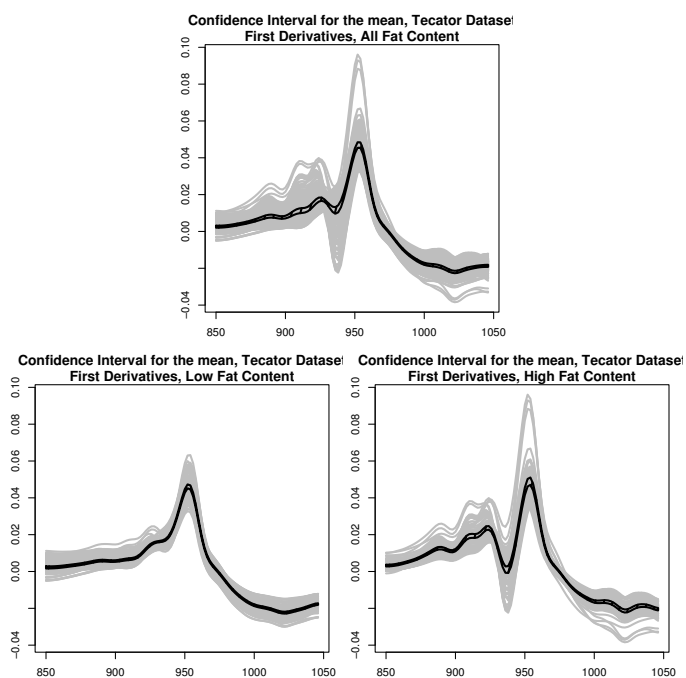 Confidence Interval for the mean, Tecator Dataset
First Derivatives, All Fat Content
0.10
0.08
0.06
0.04
0.02
0.00
−0.04
850 900 950 1000 1050
Confidence Interval for the mean, Tecator Dataset
First Derivatives, Low Fat Content
0.10
0.08
0.06
0.04
0.02
0.00
−0.04
850 900 950 1000 1050
Confidence Interval for the mean, Tecator Dataset
First Derivatives, High Fat Content
0.10
0.08
0.06
0.04
0.02
0.00
−0.04
850 900 950 1000 1050